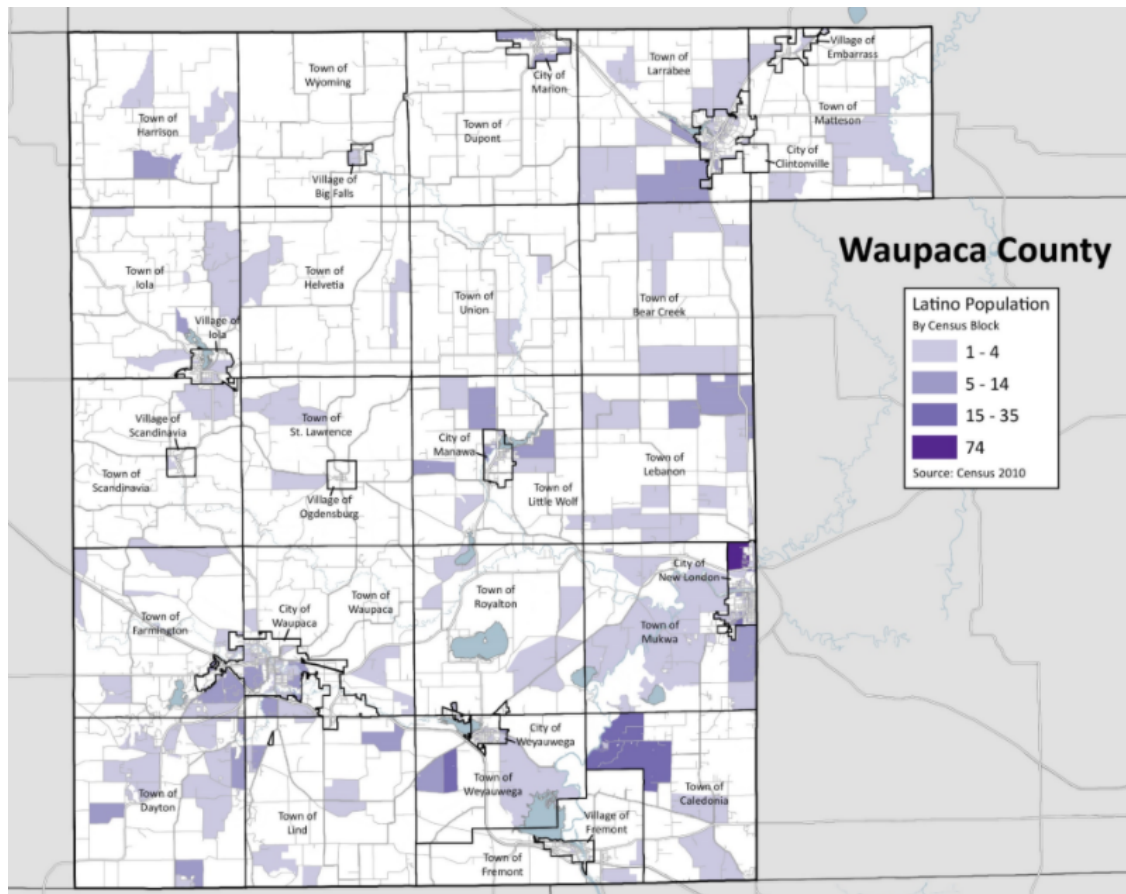 Village of
Embarrass
Town of
Larrabee
Town of
Wyoming
City of
Marion
Town of
Harrison
Town of
Dupont
Town of
Matteson
City of
Clintonville
Village of
Big Falls
Waupaca County
Town of
Iola
Town of
Helvetia
Town of
Union
Town of
Bear Creek
Village of
Iola
Latino Population
By Census Block
1 - 4
5 - 14
15 - 35
74
Source: Census 2010
Village of
Scandinavia
Town of
St. Lawrence
City of
Manawa
Town of
Lebanon
Town of
Scandinavia
Village of
Ogdensburg
Town of
Little Wolf
City of
New London
Town of
Waupaca
Town of
Royalton
City of
Waupaca
Town of
Farmington
Town of
Mukwa
City of
Weyauwega
Town of
Weyauwega
Town of
Caledonia
Town of
Dayton
Town of
Lind
Village of
Fremont
Town of
Fremont